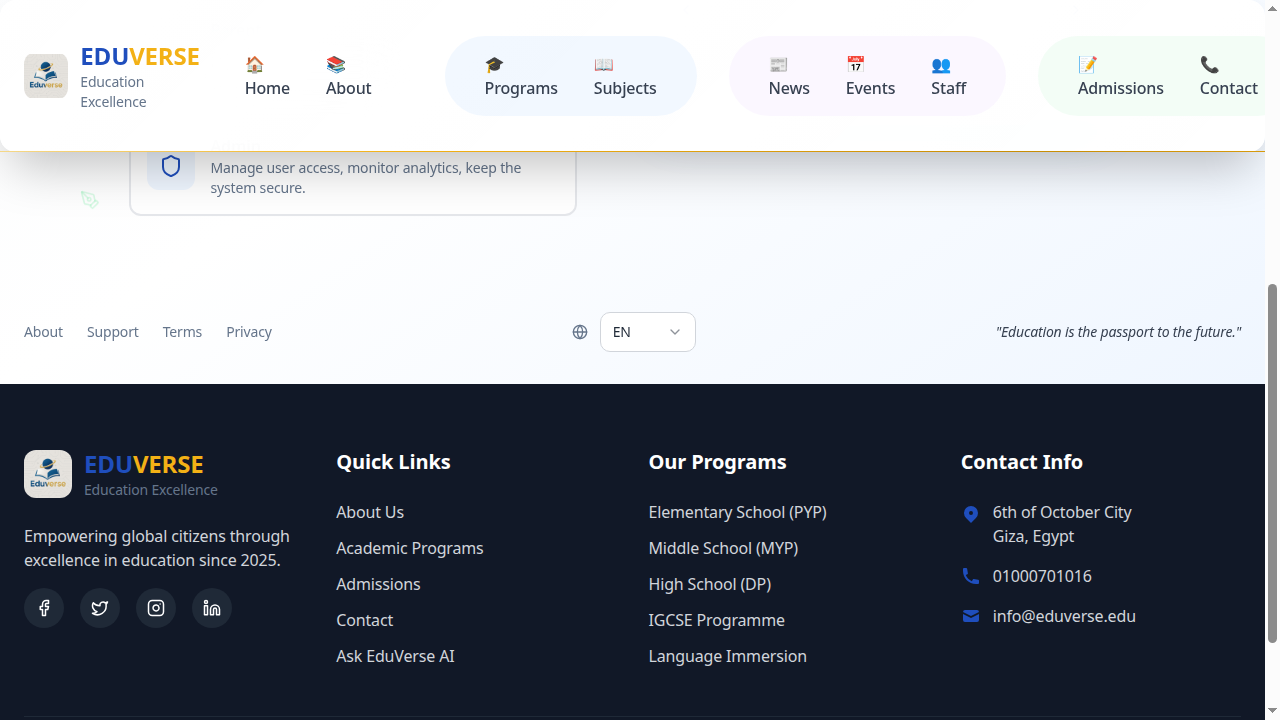 EDUVERSE
Education
Excellence
🏠
Home
📚
About
🎓
Programs
📖
Subjects
📰
News
📅
Events
👥
Staff
📝
Admissions
📞
Contact
Manage user access, monitor analytics, keep the
system secure.
About
Support
Terms
Privacy
EN
"Education is the passport to the future."
Eduverse
EDUVERSE
Education Excellence
Empowering global citizens through
excellence in education since 2025.
Quick Links
About Us
Academic Programs
Admissions
Contact
Ask EduVerse AI
Our Programs
Elementary School (PYP)
Middle School (MYP)
High School (DP)
IGCSE Programme
Language Immersion
Contact Info
6th of October City
Giza, Egypt
01000701016
info@eduverse.edu